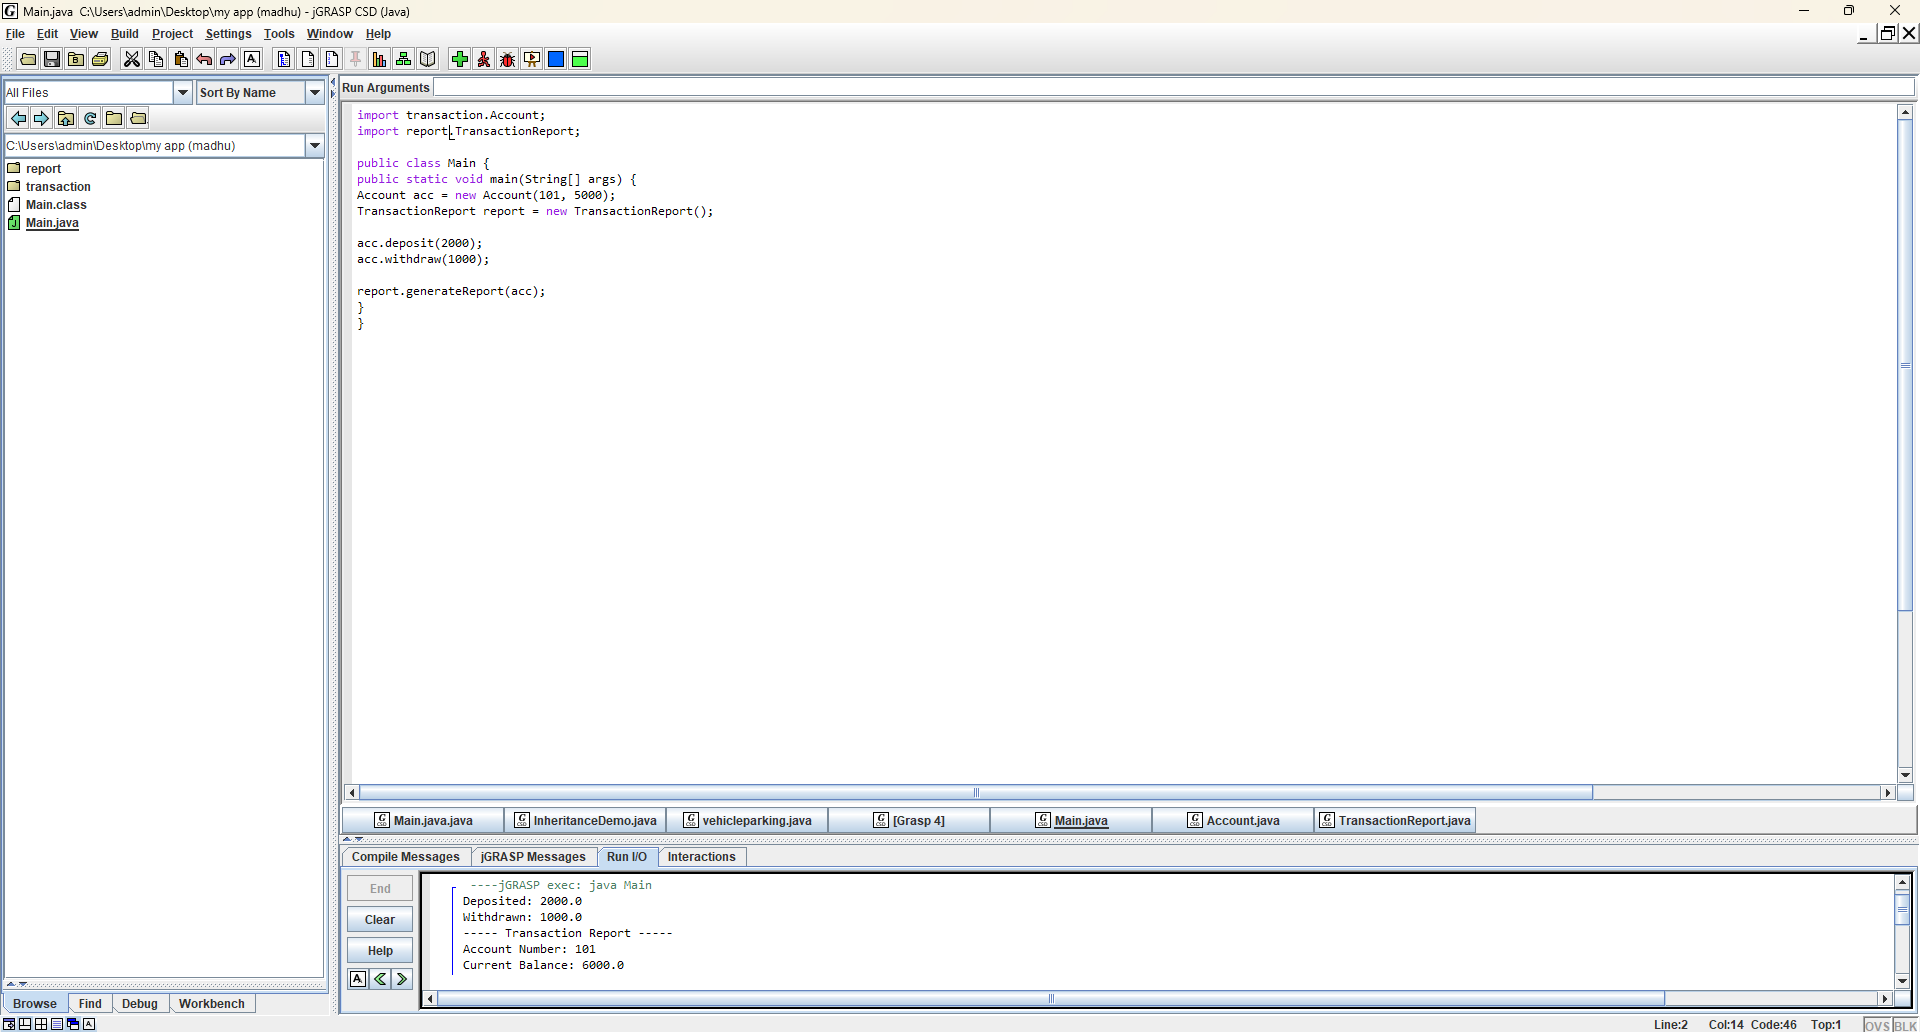 Main.java  C:\Users\admin\Desktop\my app (madhu) - jGRASP CSD (Java)
File Edit View Build Project Settings Tools Window Help
All Files Sort By Name
C:\Users\admin\Desktop\my app (madhu)
report
transaction
Main.class
Main.java
Browse Find Debug Workbench
Run Arguments
import transaction.Account;
import report.TransactionReport;
public class Main {
public static void main(String[] args) {
Account acc = new Account(101, 5000);
TransactionReport report = new TransactionReport();
acc.deposit(2000);
acc.withdraw(1000);
report.generateReport(acc);
}
}
Main.java.java InheritanceDemo.java vehicleparking.java [Grasp 4] Main.java Account.java TransactionReport.java
Compile Messages jGRASP Messages Run I/O Interactions
End
Clear
Help
----jGRASP exec: java Main
Deposited: 2000.0
Withdrawn: 1000.0
----- Transaction Report -----
Account Number: 101
Current Balance: 6000.0
Line:2 Col:14 Code:46 Top:1 OVS BLK